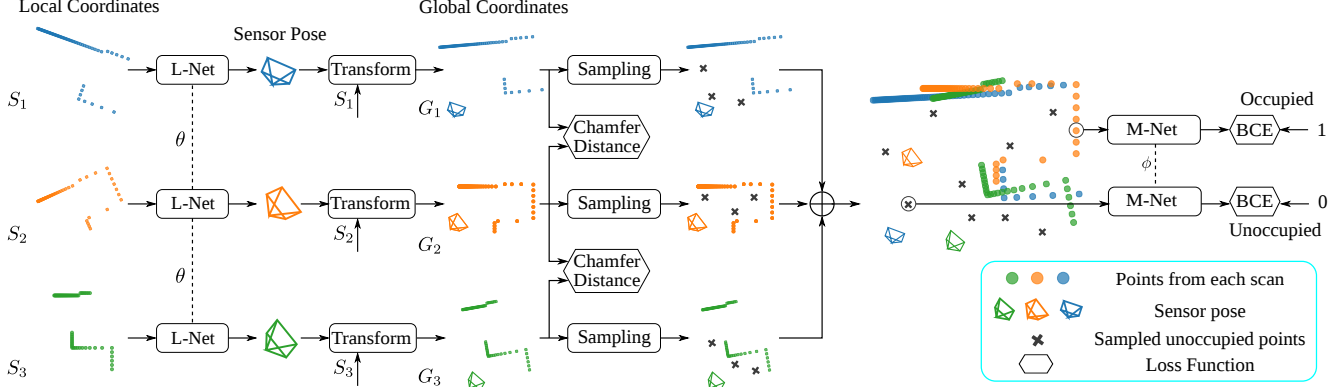 Local Coordinates
Sensor Pose
Global Coordinates
L-Net
Transform
Sampling
S1
S1
G1
θ
Chamfer
Distance
L-Net
Transform
Sampling
S2
S2
G2
θ
Chamfer
Distance
L-Net
Transform
Sampling
S3
S3
G3
Occupied
M-Net
BCE
1
ϕ
M-Net
BCE
0
Unoccupied
Points from each scan
Sensor pose
Sampled unoccupied points
Loss Function